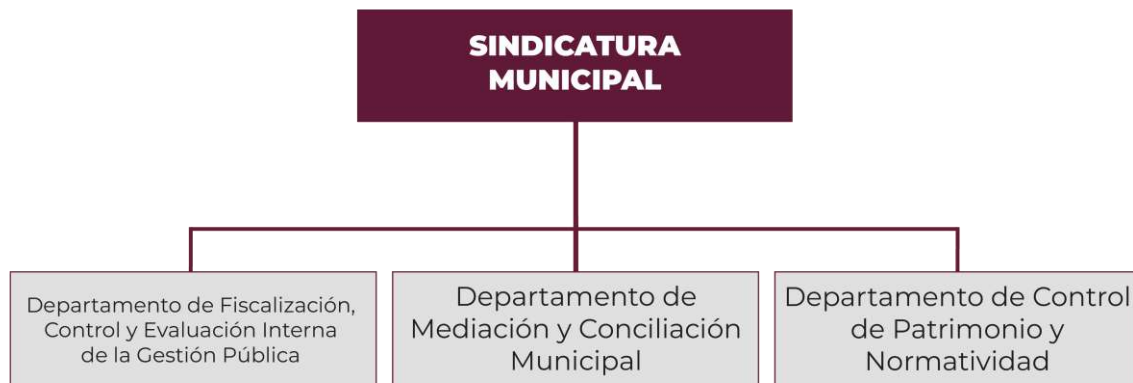 SINDICATURA
MUNICIPAL
Departamento de Fiscalización,
Control y Evaluación Interna
de la Gestión Pública
Departamento de
Mediación y Conciliación
Municipal
Departamento de Control
de Patrimonio y
Normatividad